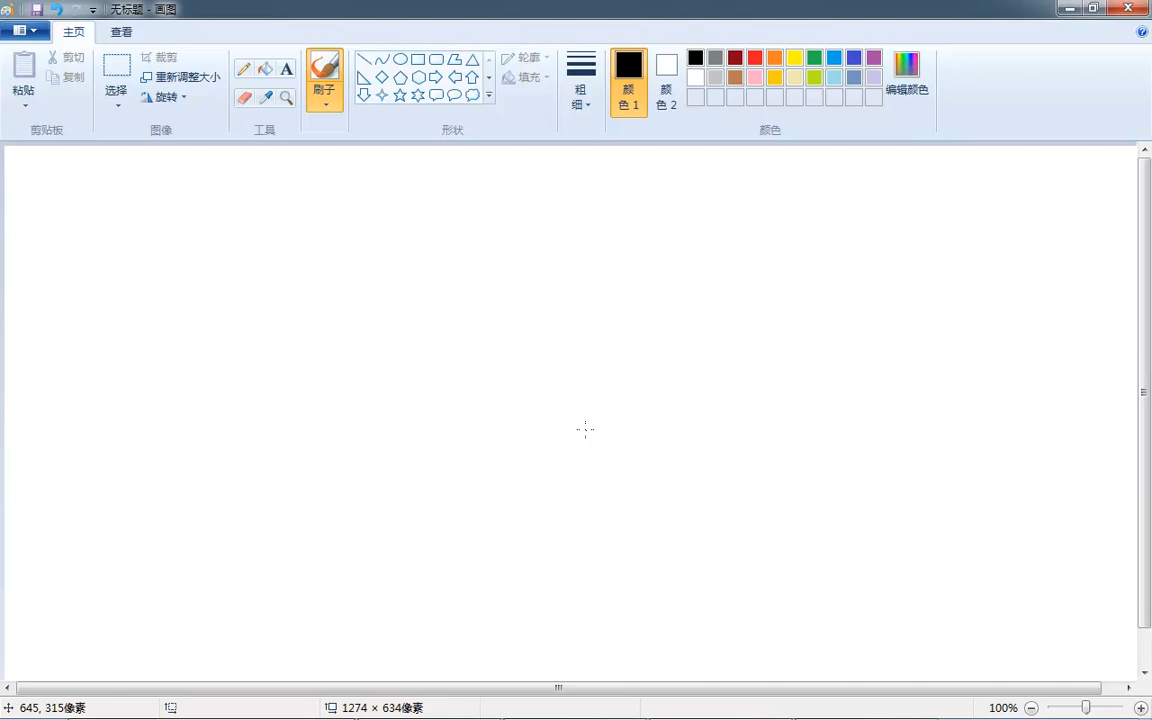 无标题 - 画图
主页 查看
粘贴
剪切
复制
剪贴板
选择
裁剪
重新调整大小
旋转
图像
A
工具
刷子
轮廓
填充
形状
粗
细
颜
色 1
颜
色 2
编辑颜色
颜色
645, 315像素
1274 × 634像素
100%